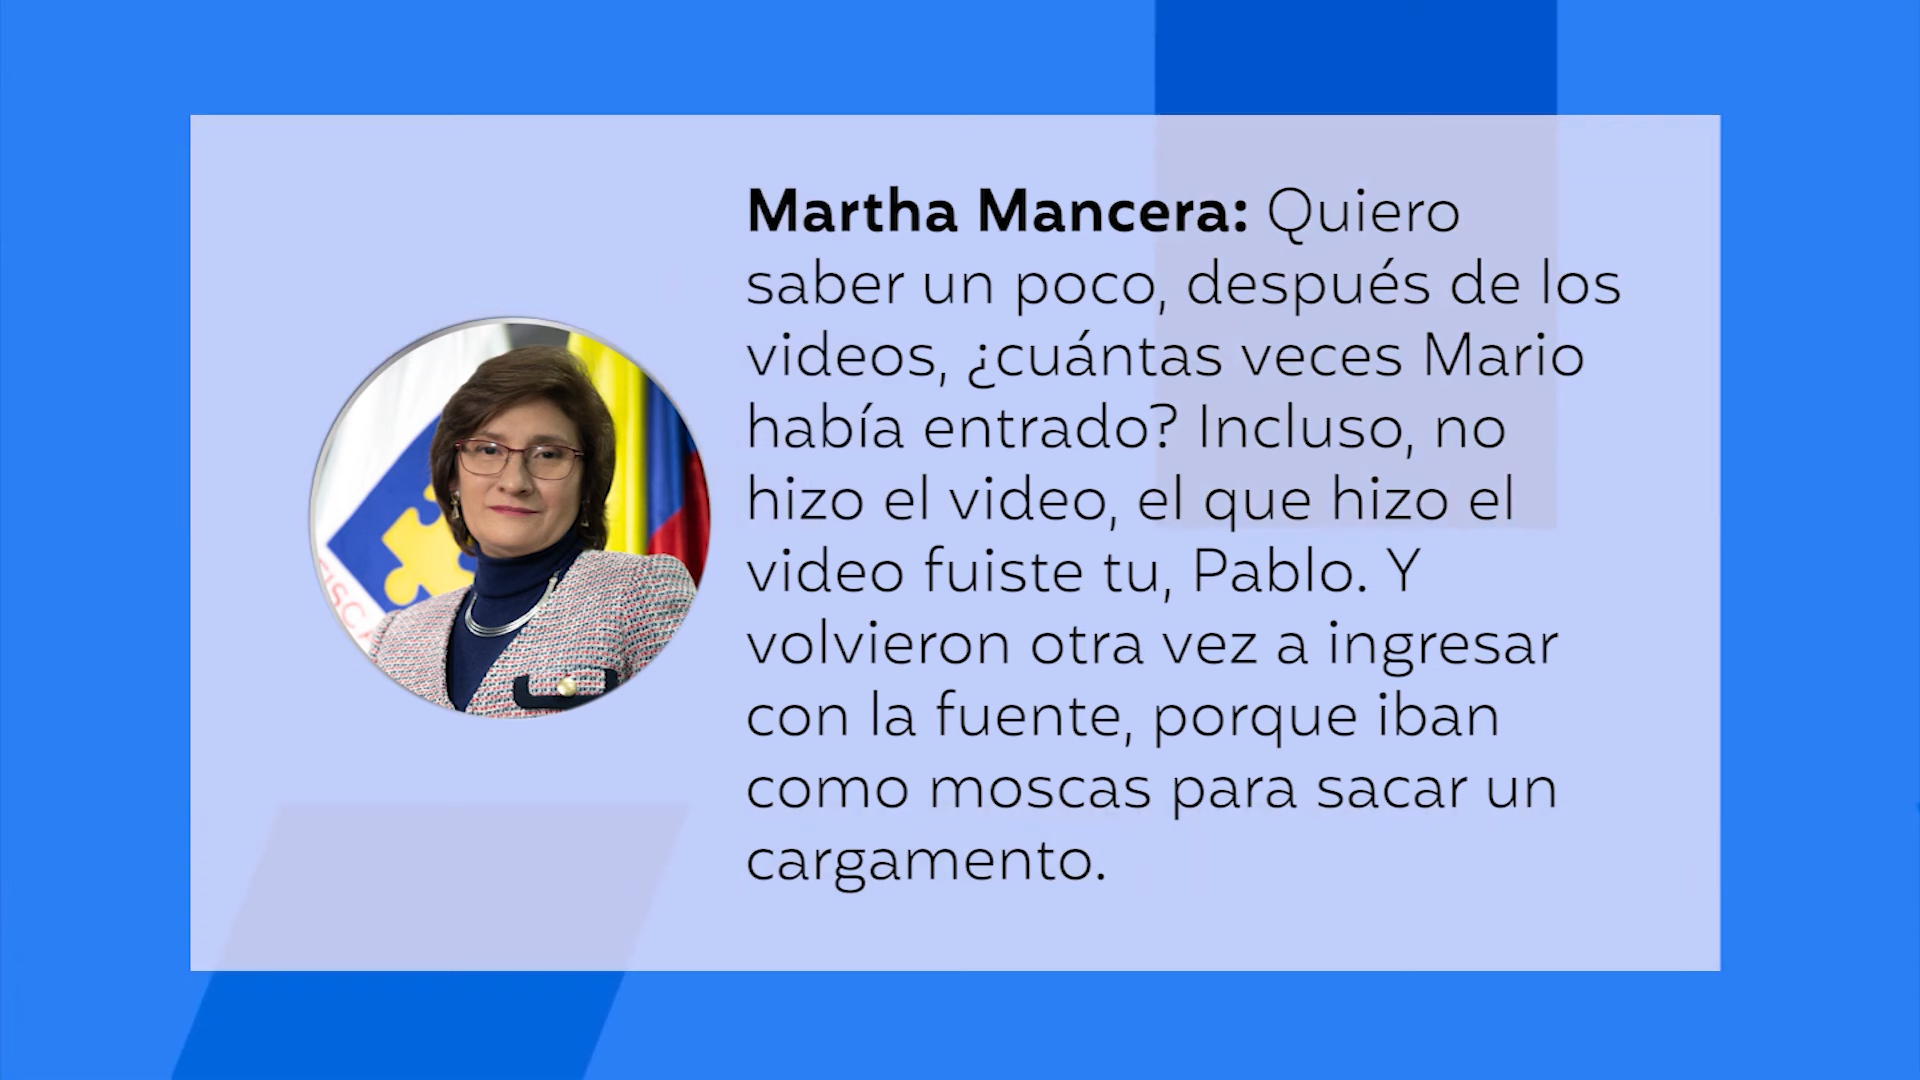 Martha Mancera: Quiero
saber un poco, después de los
videos, ¿cuántas veces Mario
había entrado? Incluso, no
hizo el video, el que hizo el
video fuiste tu, Pablo. Y
volvieron otra vez a ingresar
con la fuente, porque iban
como moscas para sacar un
cargamento.
FISCA